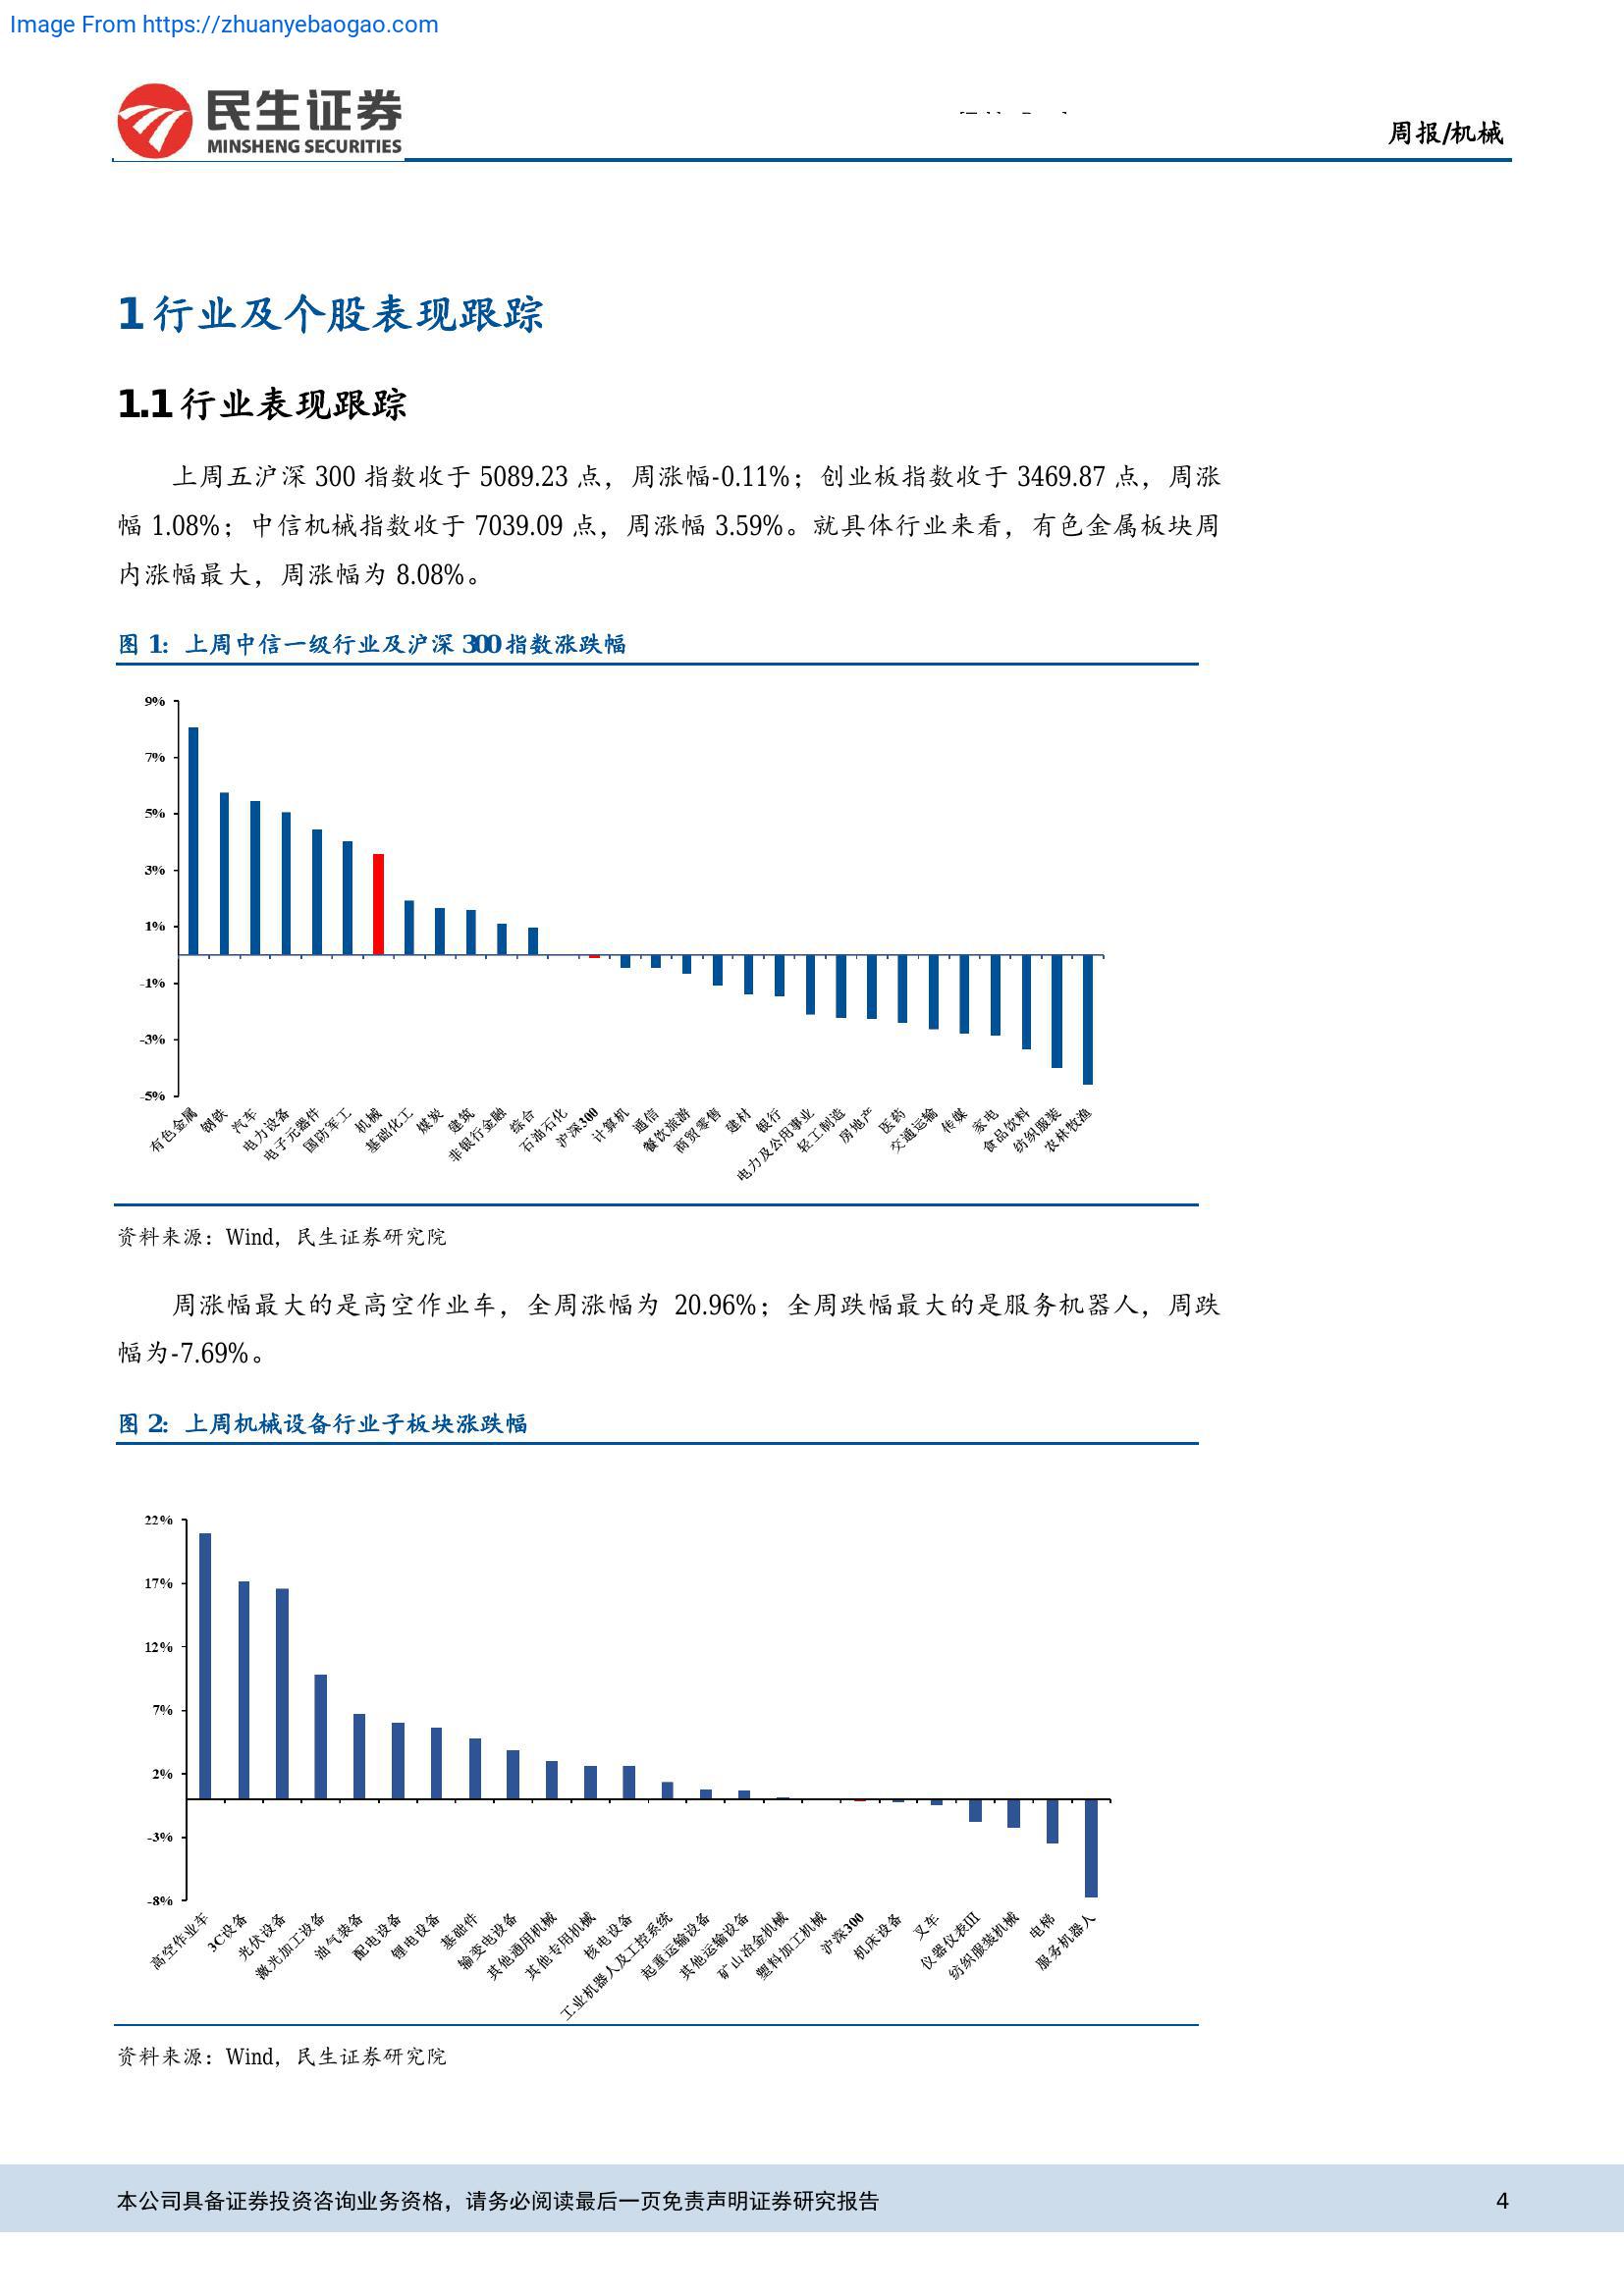 Image From https://zhuanyebaogao.com
民生证券
MINSHENG SECURITIES
周报/机械
1行业及个股表现跟踪
1.1行业表现跟踪
上周五沪深 300 指数收于 5089.23 点，周涨幅-0.11%；创业板指数收于 3469.87 点，周涨
幅 1.08%；中信机械指数收于 7039.09 点，周涨幅 3.59%。就具体行业来看，有色金属板块周
内涨幅最大，周涨幅为 8.08%。
图 1: 上周中信一级行业及沪深 300指数涨跌幅
9%
7%
5%
3%
1%
-1%
-3%
-5%
有色金属
钢铁
汽车
电力设备
电子元器件
国防军工
机械
基础化工
煤炭
建筑
非银行金融
综合
石油石化
沪深300
计算机
通信
餐饮旅游
商贸零售
建材
银行
电力及公用事业
轻工制造
房地产
医药
交通运输
传媒
家电
食品饮料
纺织服装
农林牧渔
资料来源：Wind，民生证券研究院
周涨幅最大的是高空作业车，全周涨幅为 20.96%；全周跌幅最大的是服务机器人，周跌
幅为-7.69%。
图 2: 上周机械设备行业子板块涨跌幅
22%
17%
12%
7%
2%
-3%
-8%
高空作业车
3C设备
光伏设备
激光加工设备
油气装备
配电设备
锂电设备
基础件
输变电设备
其他通用机械
其他专用机械
核电设备
工业机器人及工控系统
起重运输设备
其他运输设备
矿山冶金机械
塑料加工机械
沪深300
机床设备
叉车
仪器仪表III
纺织服装机械
电梯
服务机器人
资料来源：Wind，民生证券研究院
本公司具备证券投资咨询业务资格，请务必阅读最后一页免责声明证券研究报告
4